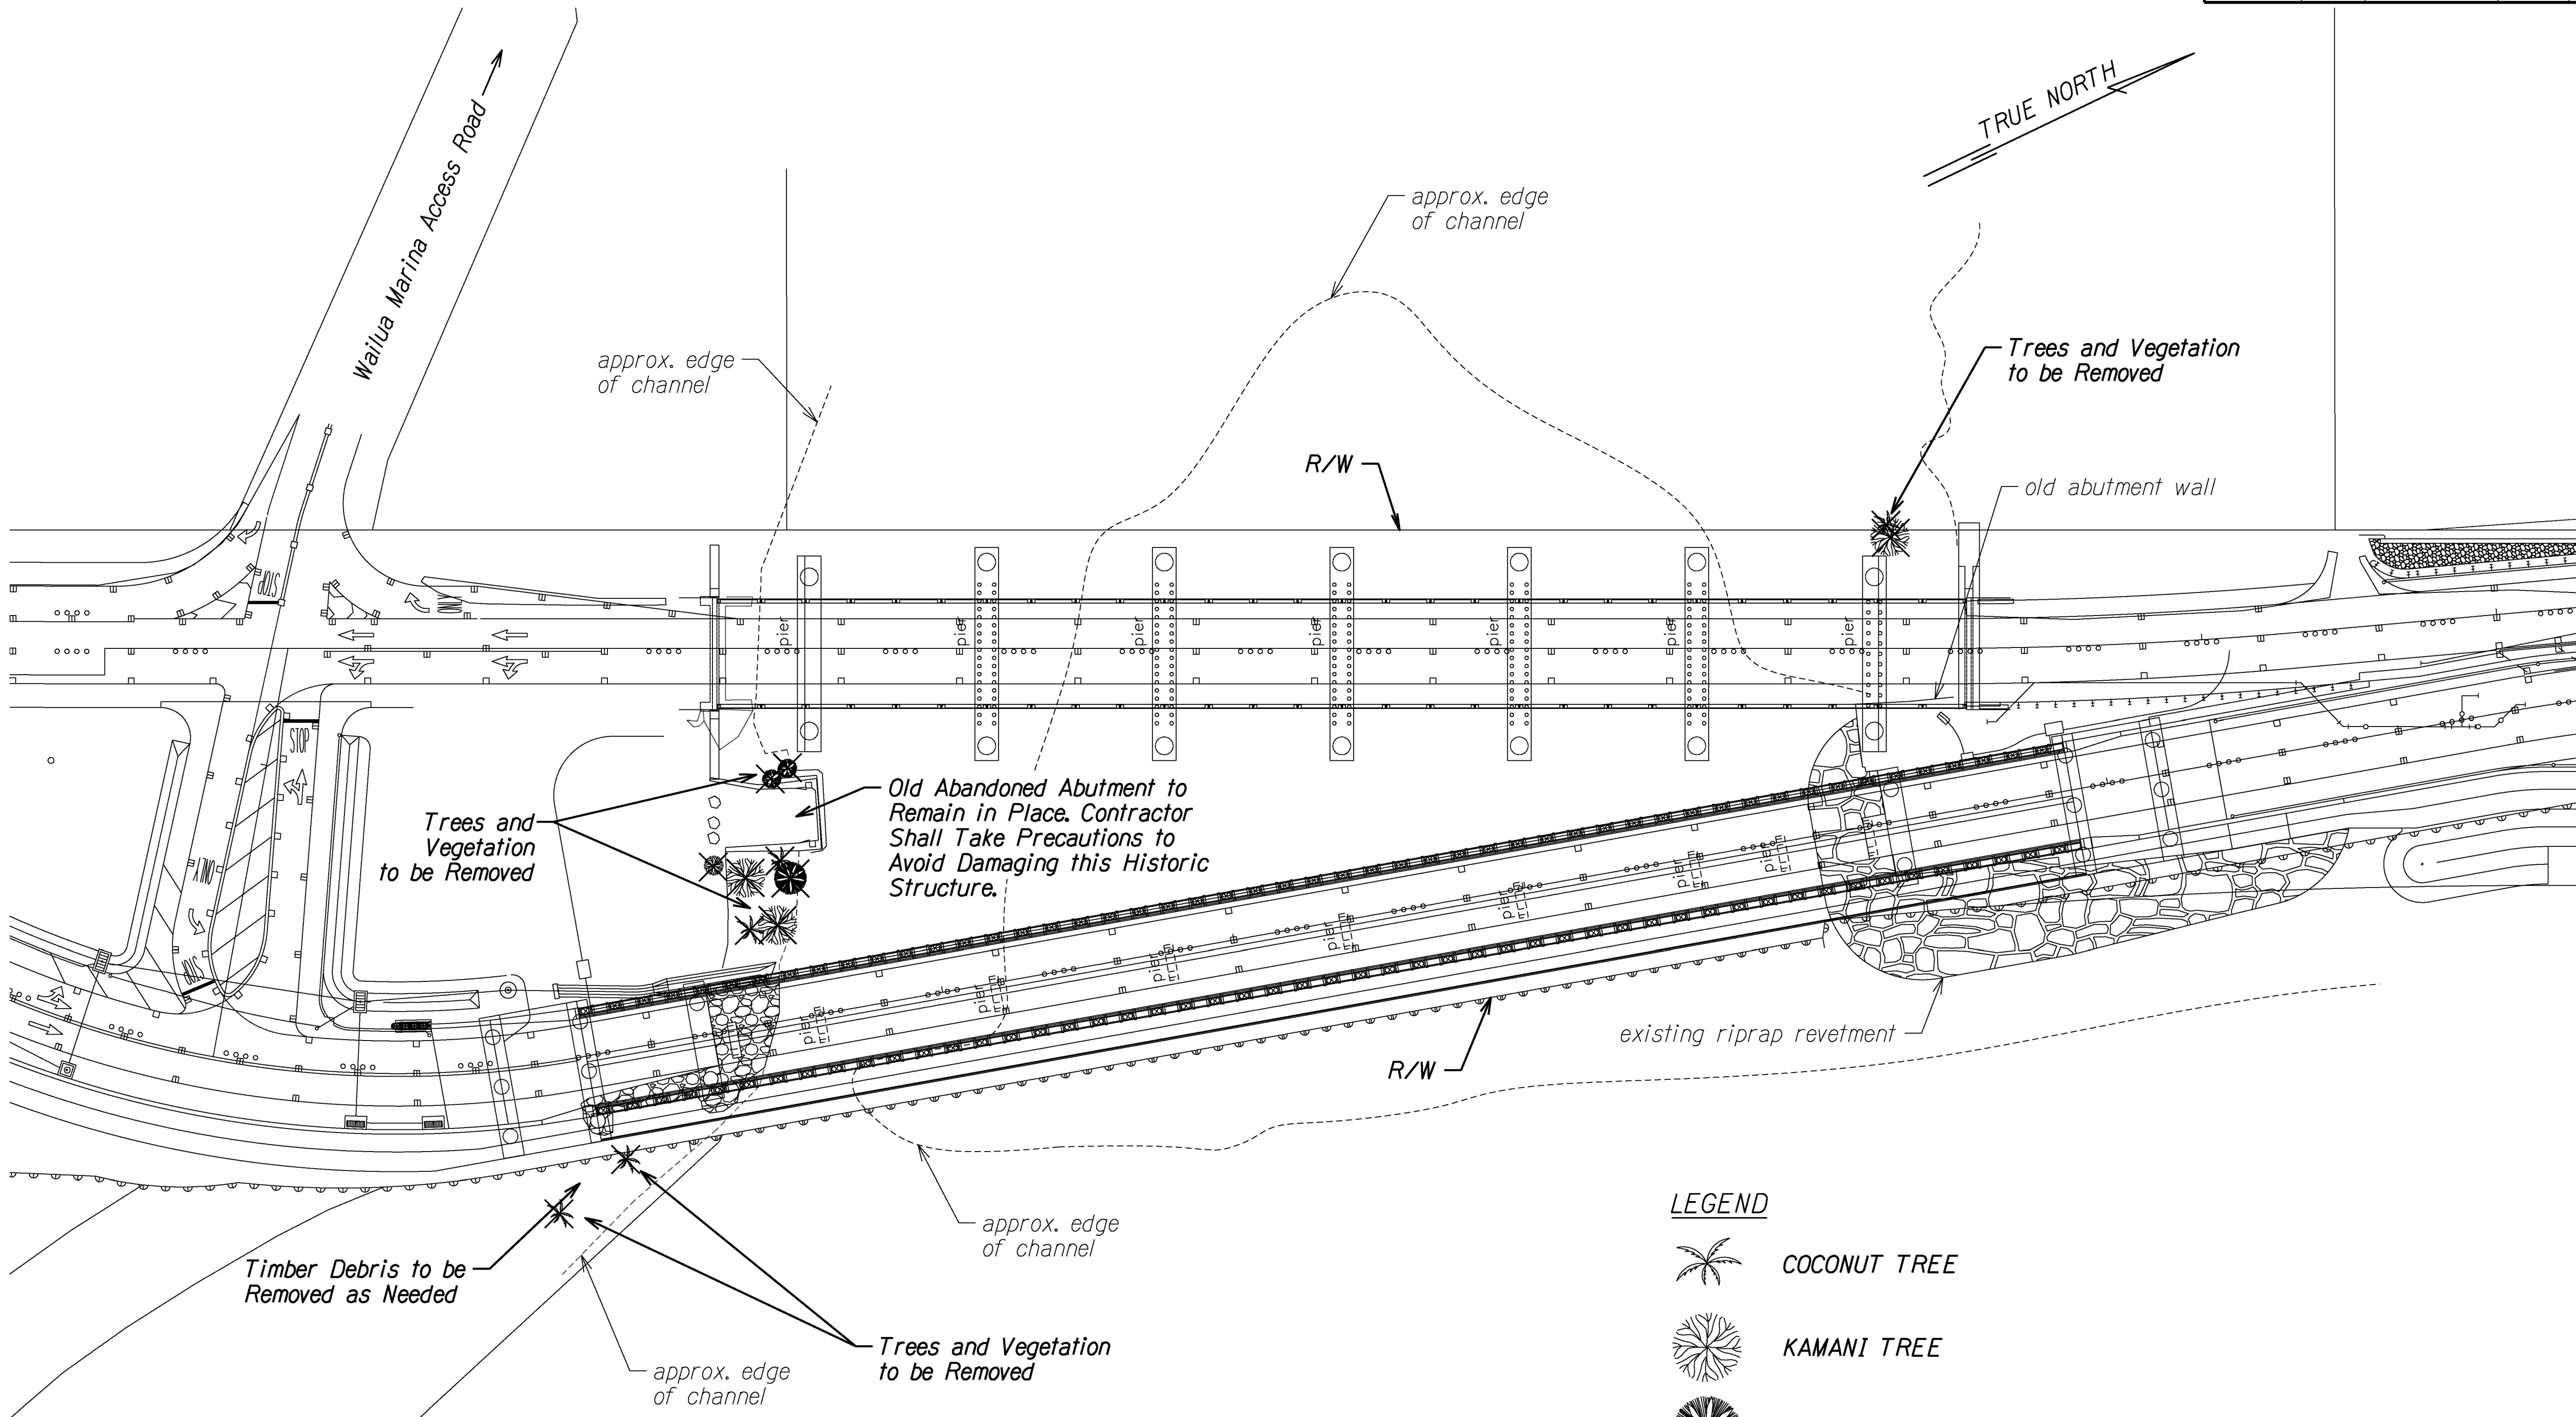 Wailua Marina Access Road
TRUE NORTH
approx. edge
of channel
approx. edge
of channel
Trees and Vegetation
to be Removed
R/W
old abutment wall
STOP
ONLY
pier
pier
pier
pier
pier
pier
pier
STOP
ONLY
STOP
Trees and
Vegetation
to be Removed
Old Abandoned Abutment to
Remain in Place. Contractor
Shall Take Precautions to
Avoid Damaging this Historic
Structure.
pier
pier
pier
pier
pier
pier
pier
existing riprap revetment
R/W
approx. edge
of channel
Timber Debris to be
Removed as Needed
Trees and Vegetation
to be Removed
approx. edge
of channel
LEGEND
COCONUT TREE
KAMANI TREE